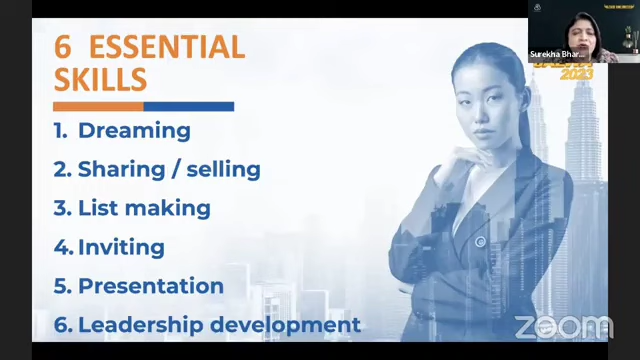 6 ESSENTIAL
SKILLS
1. Dreaming
2. Sharing / selling
3. List making
4. Inviting
5. Presentation
6. Leadership development
Surekha Bhar...
2023
zoom